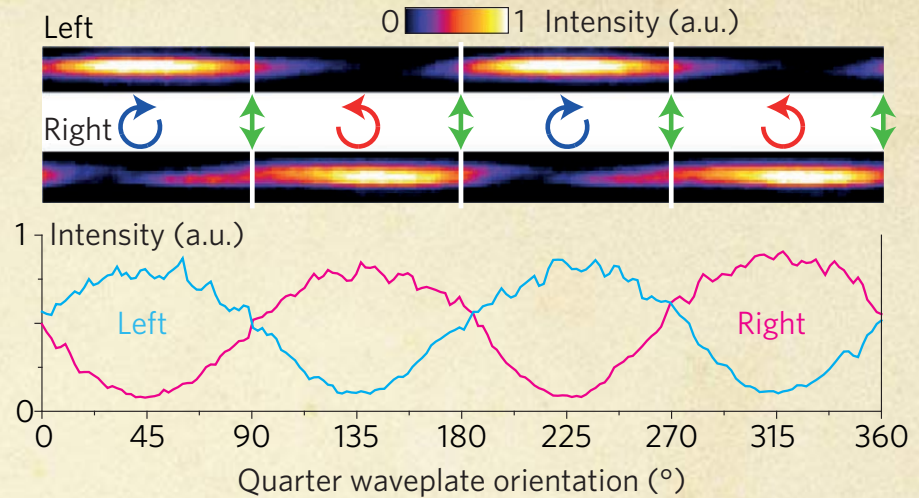 Left
0 1 Intensity (a.u.)
Right
1 Intensity (a.u.)
Left
Right
0
0 45 90 135 180 225 270 315 360
Quarter waveplate orientation (°)